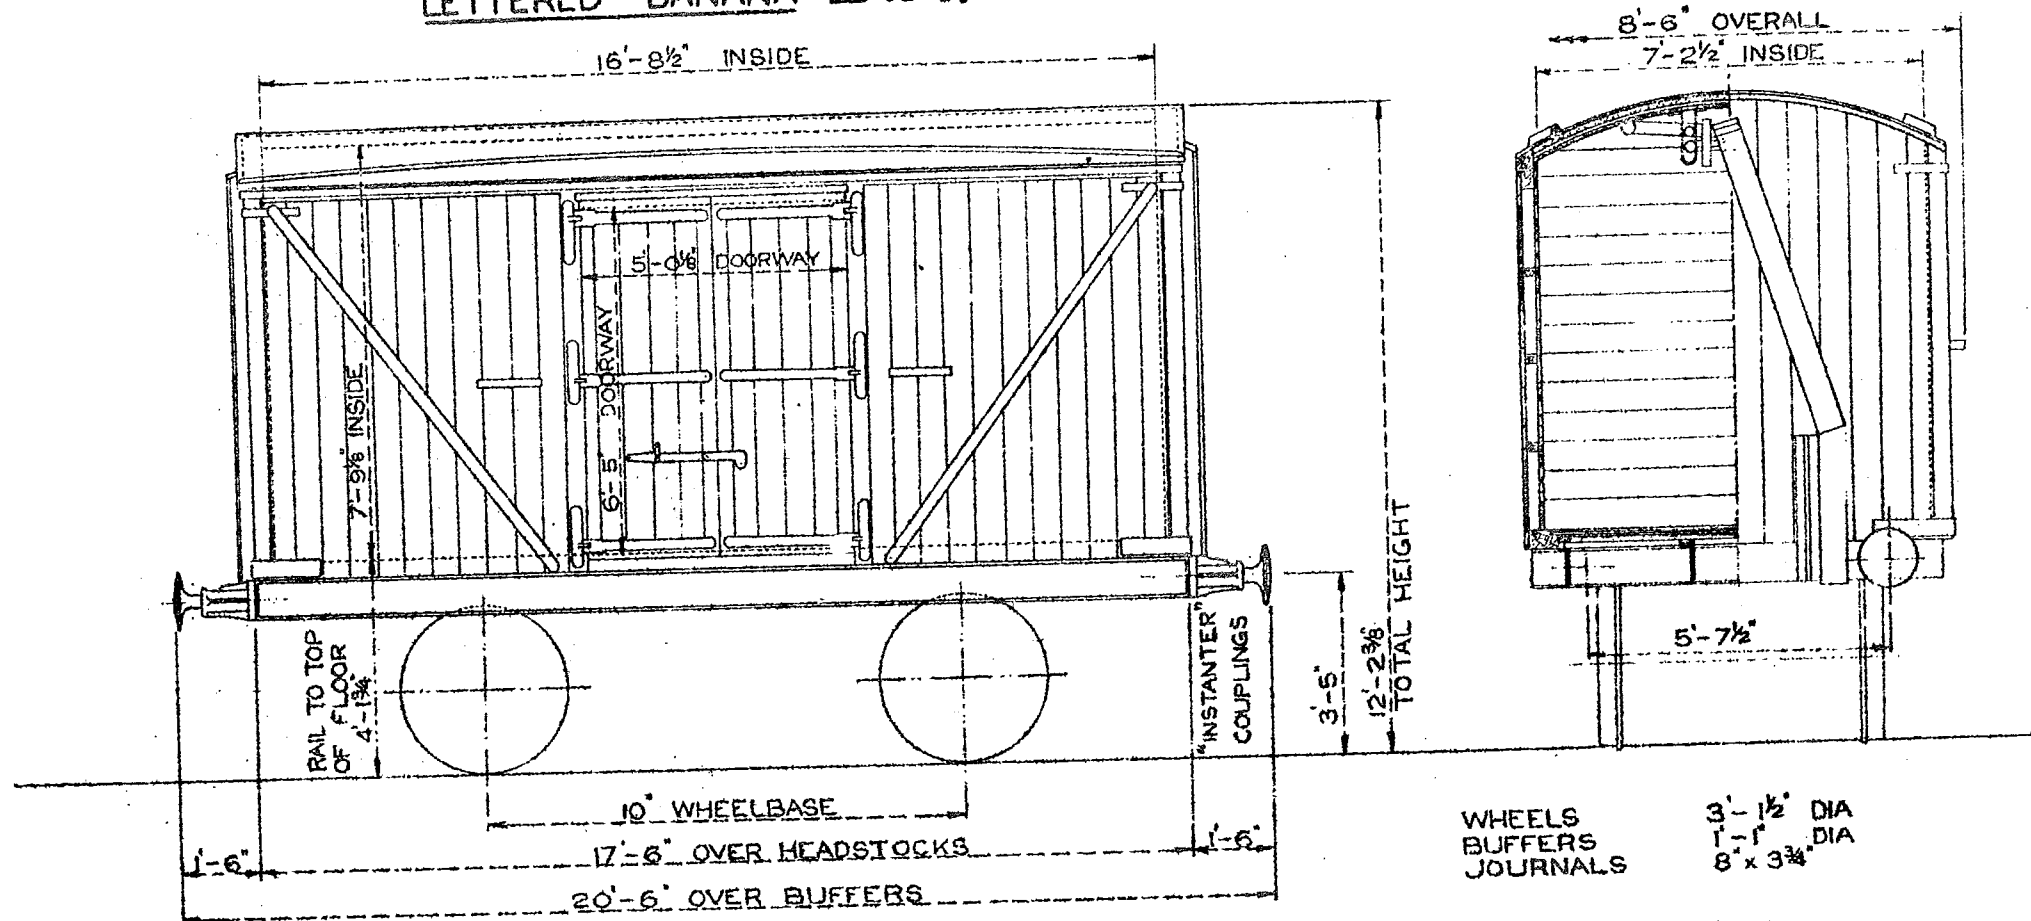 LETTERED BANANA
16'-8½" INSIDE
8'-6" OVERALL
7'-2½" INSIDE
5'-0⅛" DOORWAY
6'-5" DOORWAY
7'-9⅞" INSIDE
RAIL TO TOP
OF FLOOR
4'-1¾"
"INSTANTER"
COUPLINGS
3'-5"
12'-2⅜"
TOTAL HEIGHT
5'-7½"
10" WHEELBASE
1'-6"
17'-6" OVER HEADSTOCKS
1'-6"
20'-6" OVER BUFFERS
WHEELS 3'-1½" DIA
BUFFERS 1'-1" DIA
JOURNALS 8" x 3¾"